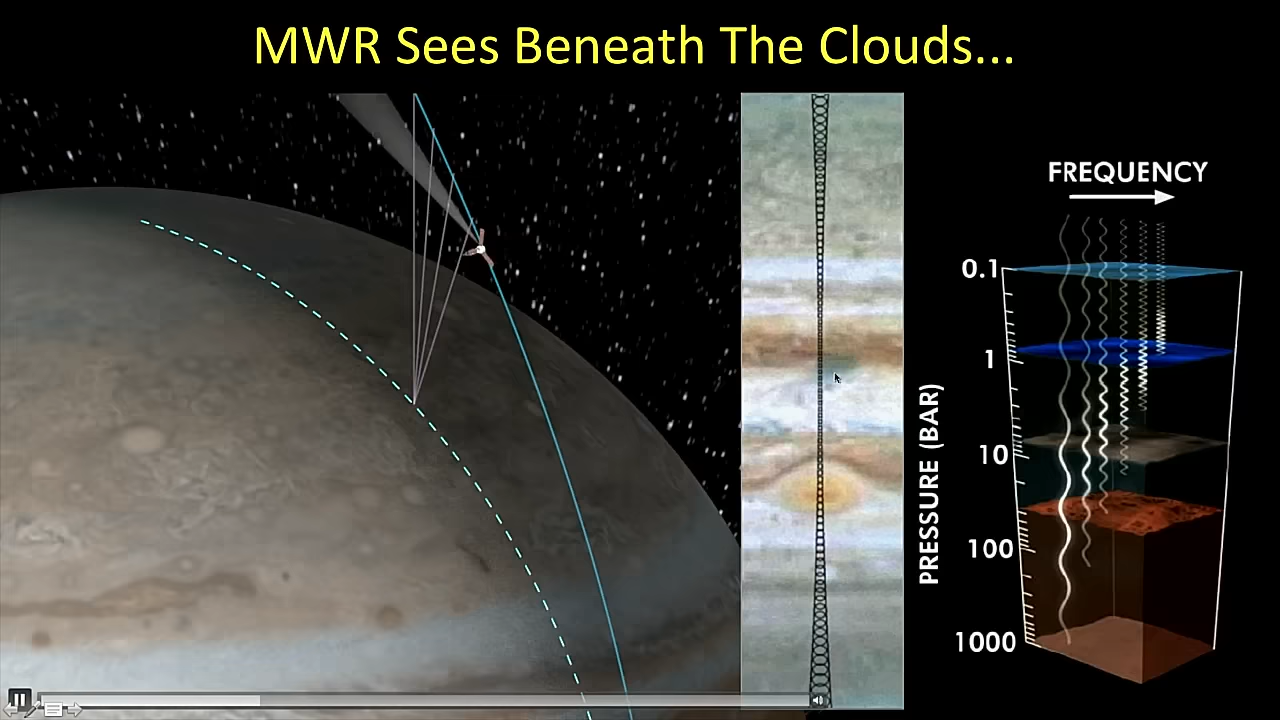 MWR Sees Beneath The Clouds...
FREQUENCY
PRESSURE (BAR)
0.1
1
10
100
1000